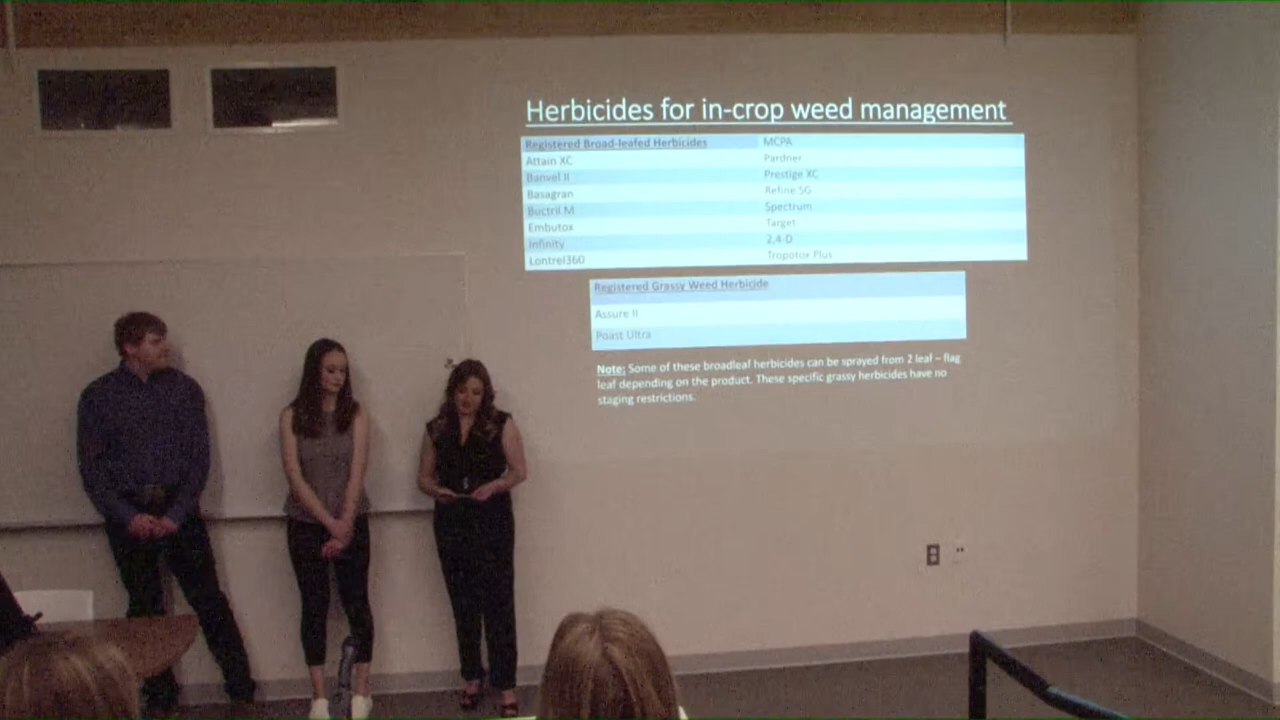 Herbicides for in-crop weed management
Registered Broad-leafed Herbicides MCPA
Attain XC Pardner
Banvel II Prestige XC
Basagran Refine SG
Buctril M Spectrum
Embutox Target
Infinity 2,4-D
Lontrel360 Tropotox Plus
Registered Grassy Weed Herbicide
Assure II
Poast Ultra
Note: Some of these broadleaf herbicides can be sprayed from 2 leaf – flag
leaf depending on the product. These specific grassy herbicides have no
staging restrictions.